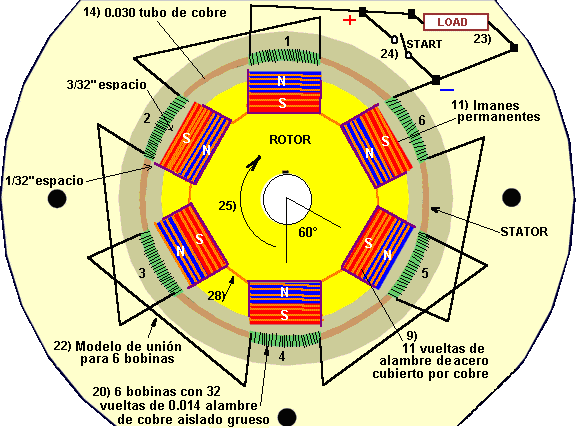 14) 0.030 tubo de cobre
+
LOAD
START
23)
24)
3/32" espacio
1
N
S
11) Imanes
permanentes
2
S
N
6
S
N
ROTOR
1/32" espacio
25)
60°
STATOR
N
S
3
S
N
5
28)
N
S
4
9)
11 vueltas de
alambre de acero
cubierto por cobre
22) Modelo de unión
para 6 bobinas
20) 6 bobinas con 32
vueltas de 0.014 alambre
de cobre aislado grueso